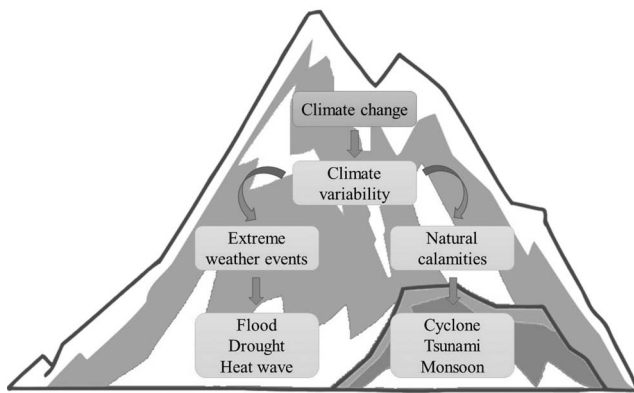 Climate change
Climate
variability
Extreme
weather events
Natural
calamities
Flood
Drought
Heat wave
Cyclone
Tsunami
Monsoon